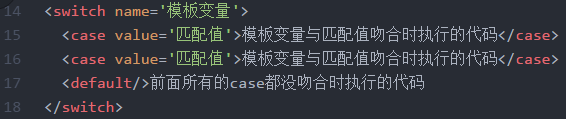 14 <switch name='模板变量'>
15 <case value='匹配值'>模板变量与匹配值吻合时执行的代码</case>
16 <case value='匹配值'>模板变量与匹配值吻合时执行的代码</case>
17 <default/>前面所有的case都没吻合时执行的代码
18 </switch>